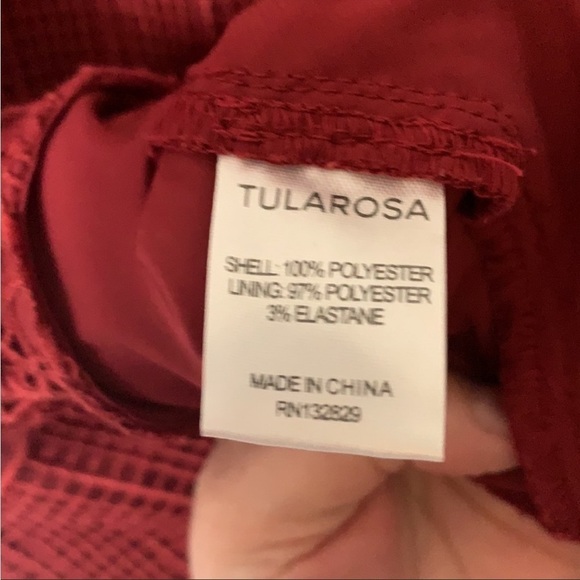 TULAROSA
SHELL: 100% POLYESTER
LINING: 97% POLYESTER
3% ELASTANE
MADE IN CHINA
RN132829